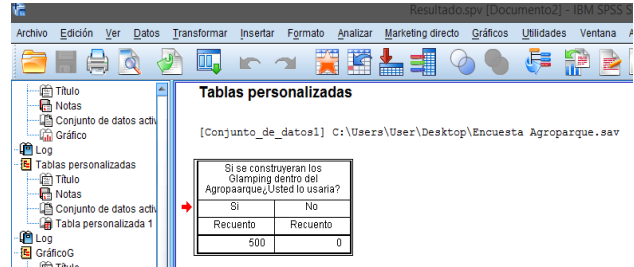 Resultado.spv [Documento2] - IBM SPSS S
Archivo Edición Ver Datos Transformar Insertar Formato Analizar Marketing directo Gráficos Utilidades Ventana A
Título
Notas
Conjunto de datos activ
Gráfico
Log
Tablas personalizadas
Título
Notas
Conjunto de datos activ
Tabla personalizada 1
Log
GráficoG
Título
Tablas personalizadas
[Conjunto_de_datos1] C:\Users\User\Desktop\Encuesta Agroparque.sav
Si se construyeran los
Glamping dentro del
Agropaarque¿Usted lo usaria?
Si No
Recuento Recuento
500 0